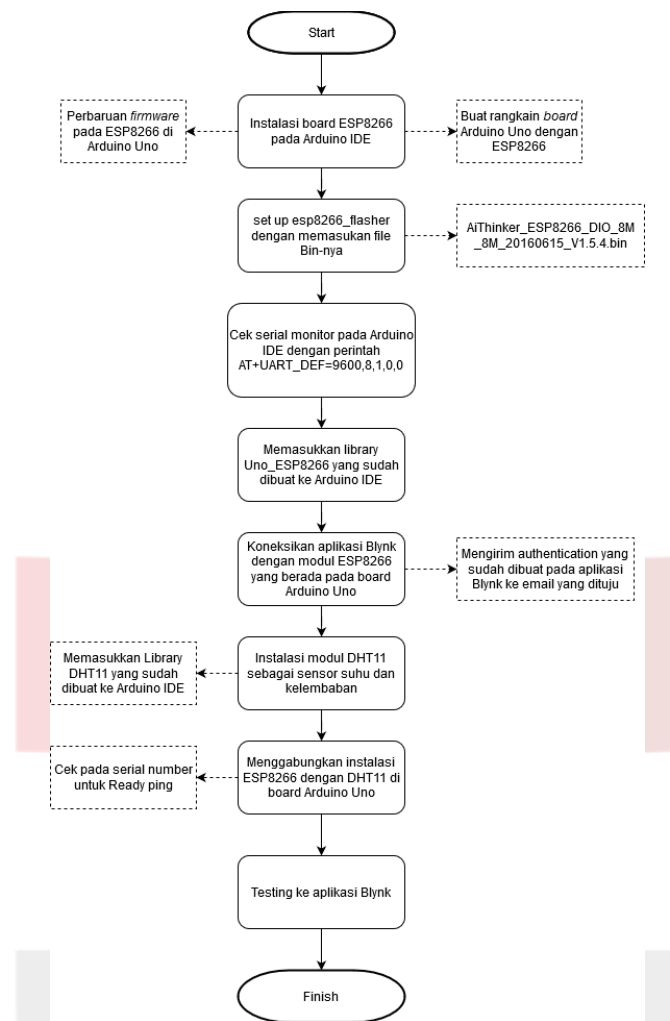 Start
Perbaruan firmware
pada ESP8266 di
Arduino Uno
Instalasi board ESP8266
pada Arduino IDE
Buat rangkain board
Arduino Uno dengan
ESP8266
set up esp8266_flasher
dengan memasukan file
Bin-nya
AiThinker_ESP8266_DIO_8M
_8M_20160615_V1.5.4.bin
Cek serial monitor pada Arduino
IDE dengan perintah
AT+UART_DEF=9600,8,1,0,0
Memasukkan library
Uno_ESP8266 yang sudah
dibuat ke Arduino IDE
Koneksikan aplikasi Blynk
dengan modul ESP8266
yang berada pada board
Arduino Uno
Mengirim authentication yang
sudah dibuat pada aplikasi
Blynk ke email yang dituju
Memasukkan Library
DHT11 yang sudah
dibuat ke Arduino IDE
Instalasi modul DHT11
sebagai sensor suhu dan
kelembaban
Cek pada serial number
untuk Ready ping
Menggabungkan instalasi
ESP8266 dengan DHT11 di
board Arduino Uno
Testing ke aplikasi Blynk
Finish